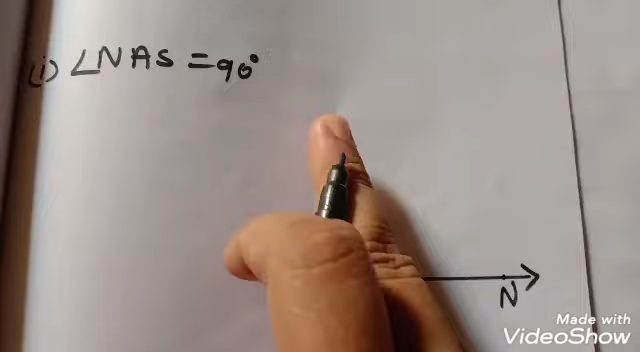 (i) ∠NAS = 90°
N
Made with
VideoShow